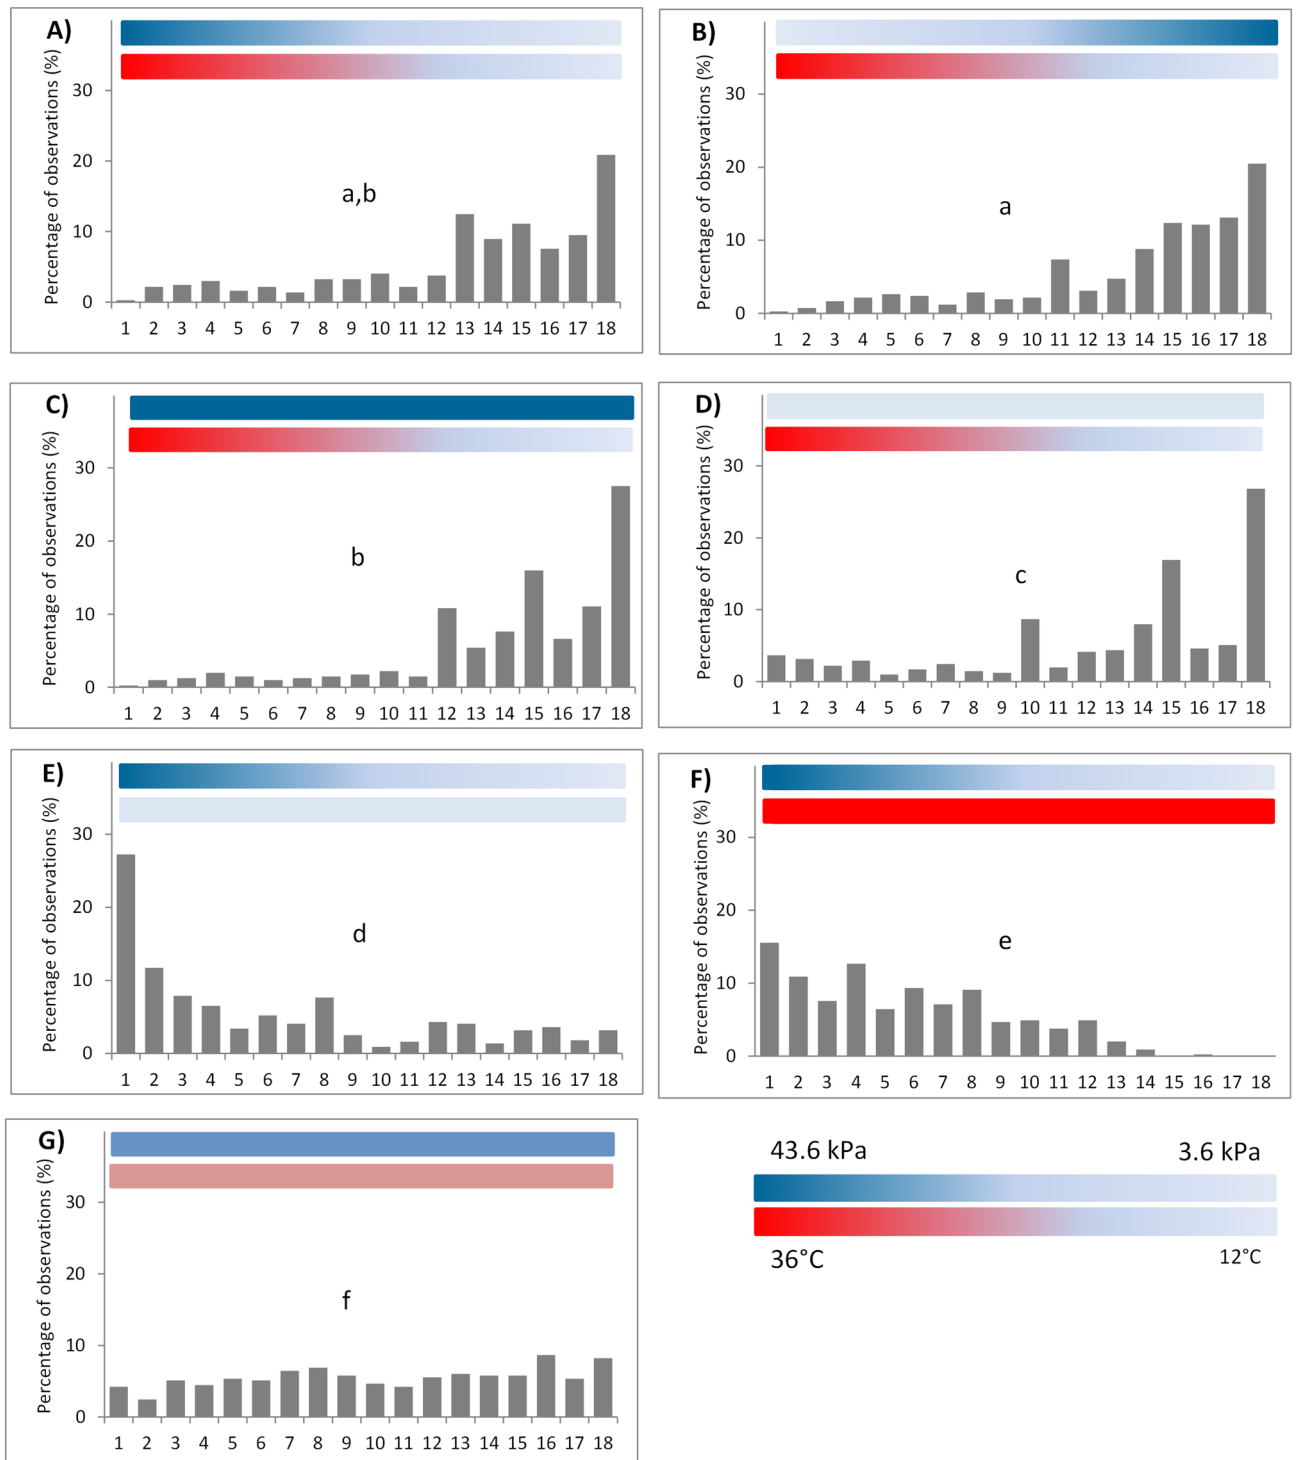 A)
Percentage of observations (%)
30
20
10
0
a,b
1 2 3 4 5 6 7 8 9 10 11 12 13 14 15 16 17 18
B)
Percentage of observations (%)
30
20
10
0
a
1 2 3 4 5 6 7 8 9 10 11 12 13 14 15 16 17 18
C)
Percentage of observations (%)
30
20
10
0
b
1 2 3 4 5 6 7 8 9 10 11 12 13 14 15 16 17 18
D)
Percentage of observations (%)
30
20
10
0
c
1 2 3 4 5 6 7 8 9 10 11 12 13 14 15 16 17 18
E)
Percentage of observations (%)
30
20
10
0
d
1 2 3 4 5 6 7 8 9 10 11 12 13 14 15 16 17 18
F)
Percentage of observations (%)
30
20
10
0
e
1 2 3 4 5 6 7 8 9 10 11 12 13 14 15 16 17 18
G)
Percentage of observations (%)
30
20
10
0
f
1 2 3 4 5 6 7 8 9 10 11 12 13 14 15 16 17 18
43.6 kPa 3.6 kPa
36°C 12°C